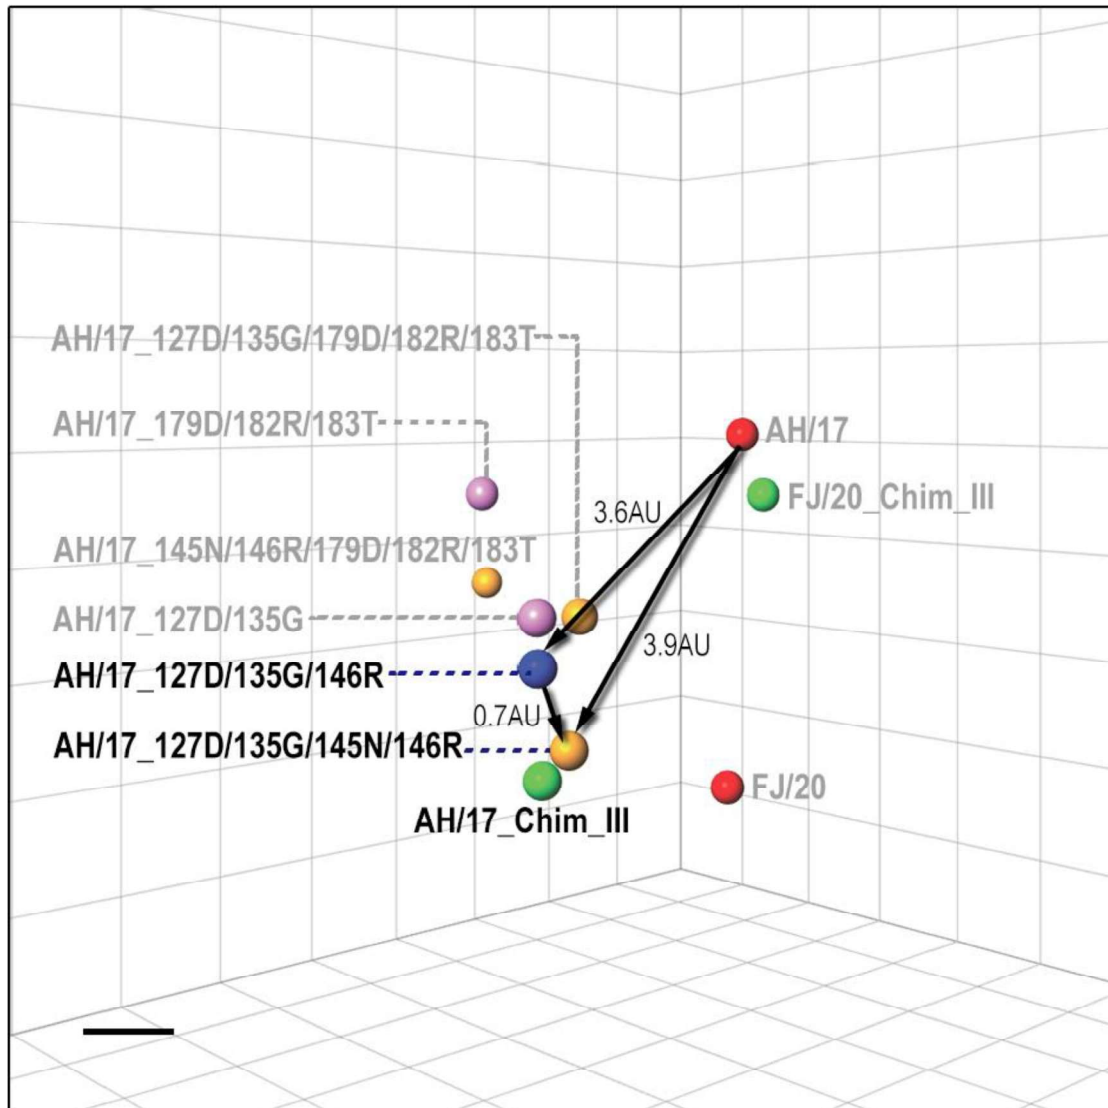 AH/17_127D/135G/179D/182R/183T
AH/17_179D/182R/183T
AH/17
FJ/20_Chim_III
3.6AU
AH/17_145N/146R/179D/182R/183T
AH/17_127D/135G
3.9AU
AH/17_127D/135G/146R
0.7AU
AH/17_127D/135G/145N/146R
FJ/20
AH/17_Chim_III